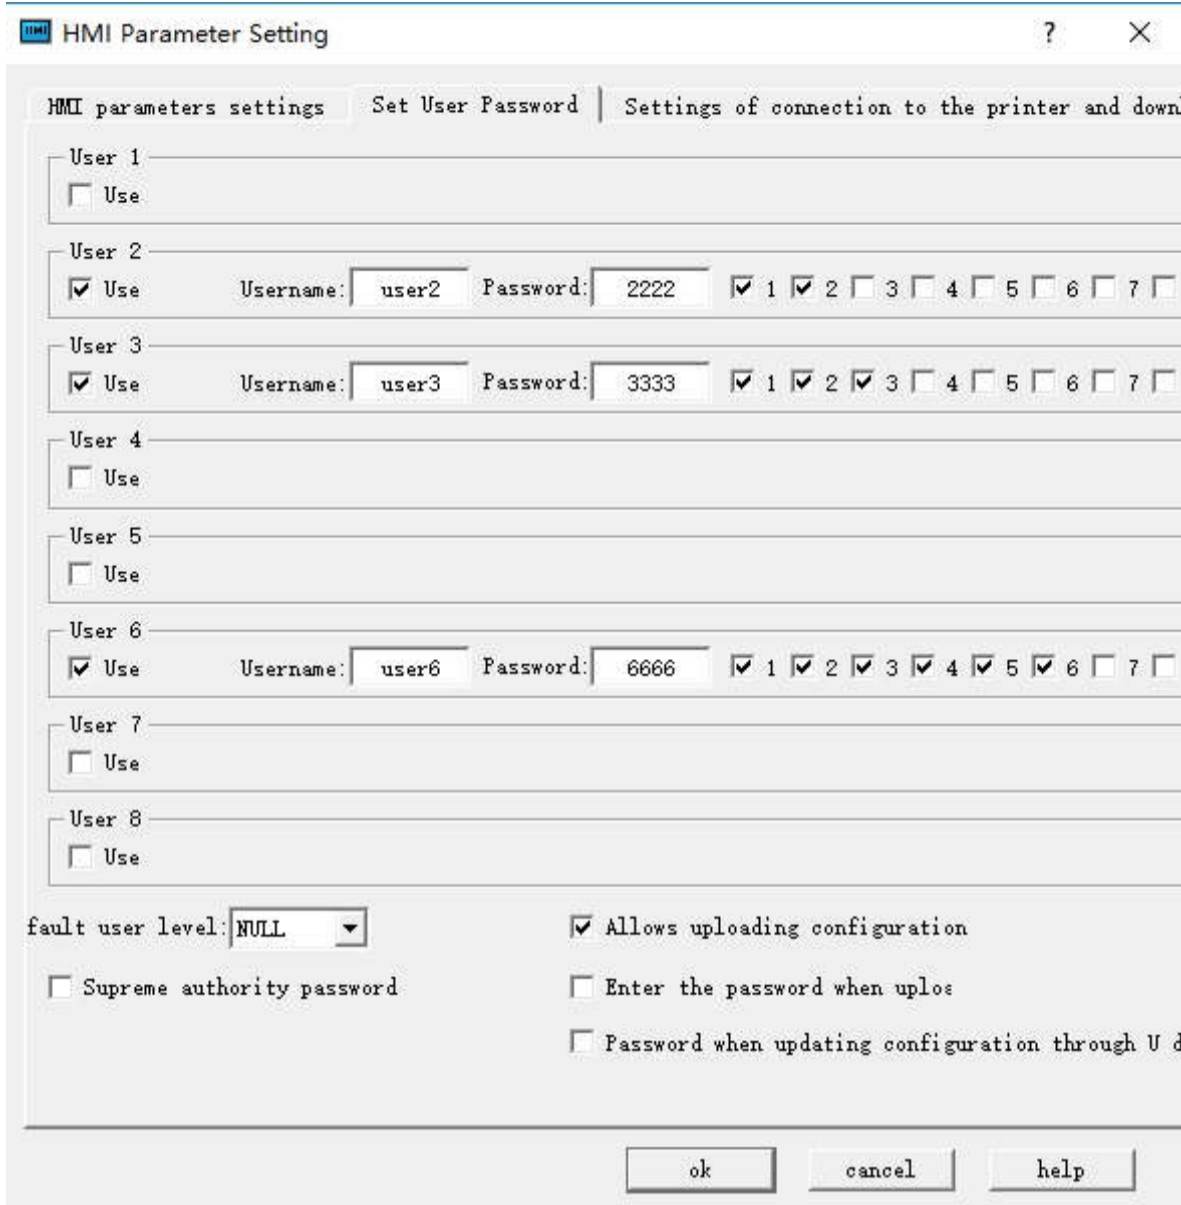 HMI HMI Parameter Setting ? ×
HMI parameters settings Set User Password Settings of connection to the printer and downl
User 1
Use
User 2
Use Username: user2 Password: 2222 1 2 3 4 5 6 7
User 3
Use Username: user3 Password: 3333 1 2 3 4 5 6 7
User 4
Use
User 5
Use
User 6
Use Username: user6 Password: 6666 1 2 3 4 5 6 7
User 7
Use
User 8
Use
fault user level: NULL Allows uploading configuration
Supreme authority password Enter the password when uploa
Password when updating configuration through U d
ok cancel help